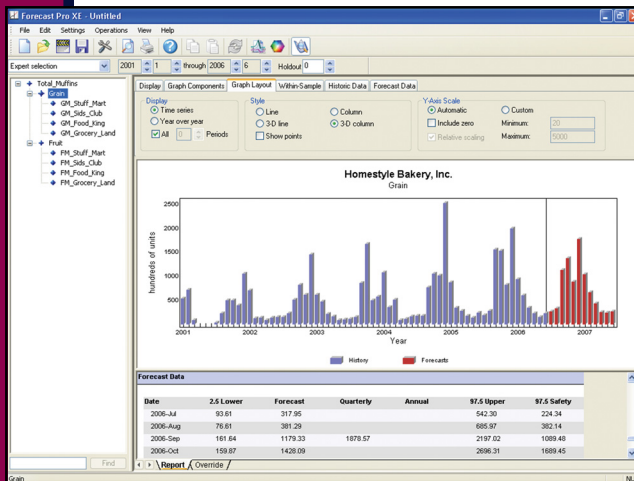 Forecast Pro XE - Untitled
File Edit Settings Operations View Help
Expert selection 2001 1 through 2006 6 Holdout 0
Total_Muffins
Grain
GM_Stuff_Mart
GM_Sids_Club
GM_Food_King
GM_Grocery_Land
Fruit
FM_Stuff_Mart
FM_Sids_Club
FM_Food_King
FM_Grocery_Land
Find
Display Graph Components Graph Layout Within-Sample Historic Data Forecast Data
Display
Time series
Year over year
All 0 Periods
Style
Line Column
3-D line 3-D column
Show points
Y-Axis Scale
Automatic Custom
Include zero Minimum: 20
Relative scaling Maximum: 5000
Homestyle Bakery, Inc.
Grain
hundreds of units
2500
2000
1500
1000
500
2001 2002 2003 2004 2005 2006 2007
Year
History Forecasts
Forecast Data
Date 2.5 Lower Forecast Quarterly Annual 97.5 Upper 97.5 Safety
2006-Jul 93.61 317.95 542.30 224.34
2006-Aug 76.61 381.29 685.97 382.14
2006-Sep 161.64 1179.33 1878.57 2197.02 1089.48
2006-Oct 159.87 1428.09 2696.31 1689.45
Report Override
Grain